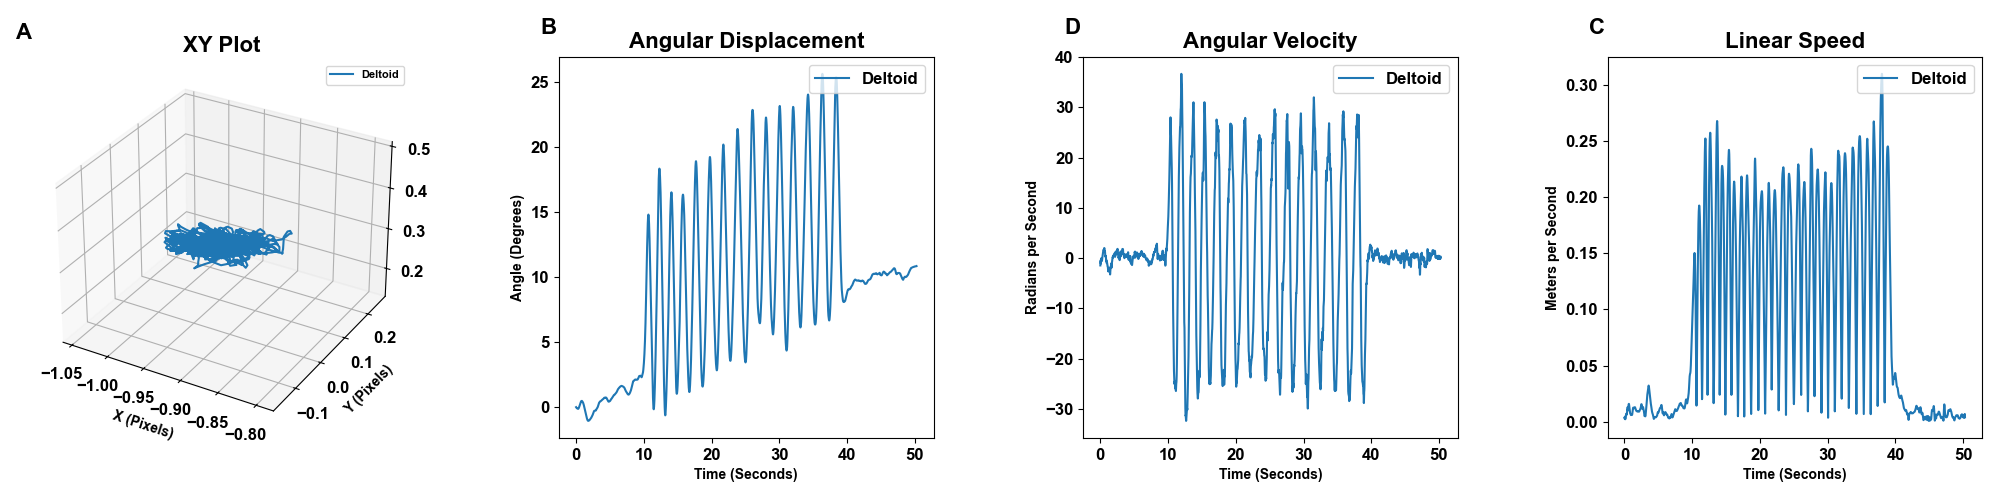 A
XY Plot
Deltoid
0.5
0.4
0.3
0.2
0.2
0.1
0.0
−0.1
Y (Pixels)
−1.05
−1.00
−0.95
−0.90
−0.85
−0.80
X (Pixels)
B
Angular Displacement
Deltoid
25
20
15
10
5
0
Angle (Degrees)
0 10 20 30 40 50
Time (Seconds)
D
Angular Velocity
Deltoid
40
30
20
10
0
−10
−20
−30
Radians per Second
0 10 20 30 40 50
Time (Seconds)
C
Linear Speed
Deltoid
0.30
0.25
0.20
0.15
0.10
0.05
0.00
Meters per Second
0 10 20 30 40 50
Time (Seconds)